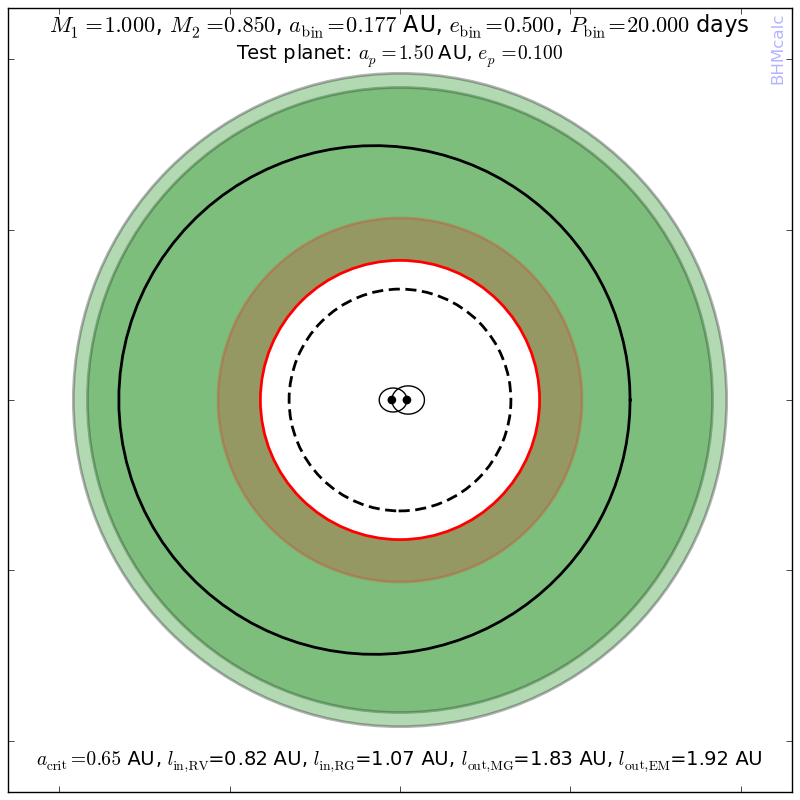 M₁ =1.000, M₂ =0.850, a_bin =0.177 AU, e_bin =0.500, P_bin =20.000 days
Test planet: a_p =1.50 AU, e_p =0.100
BHMcalc
a_crit =0.65 AU, l_in,RV=0.82 AU, l_in,RG=1.07 AU, l_out,MG=1.83 AU, l_out,EM=1.92 AU